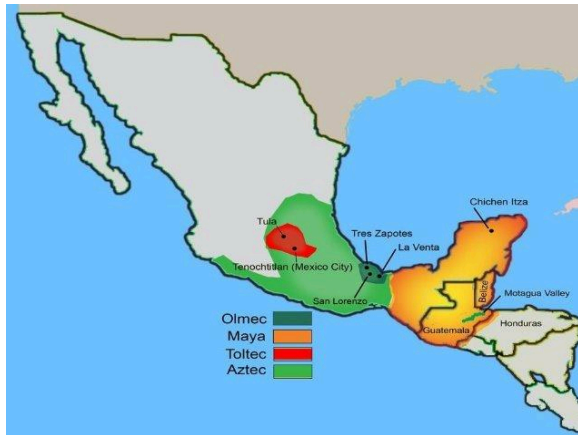 Chichen Itza
Tula
Tres Zapotes
La Venta
Tenochtitlan (Mexico City)
San Lorenzo
Belize
Motagua Valley
Guatemala
Honduras
Olmec
Maya
Toltec
Aztec